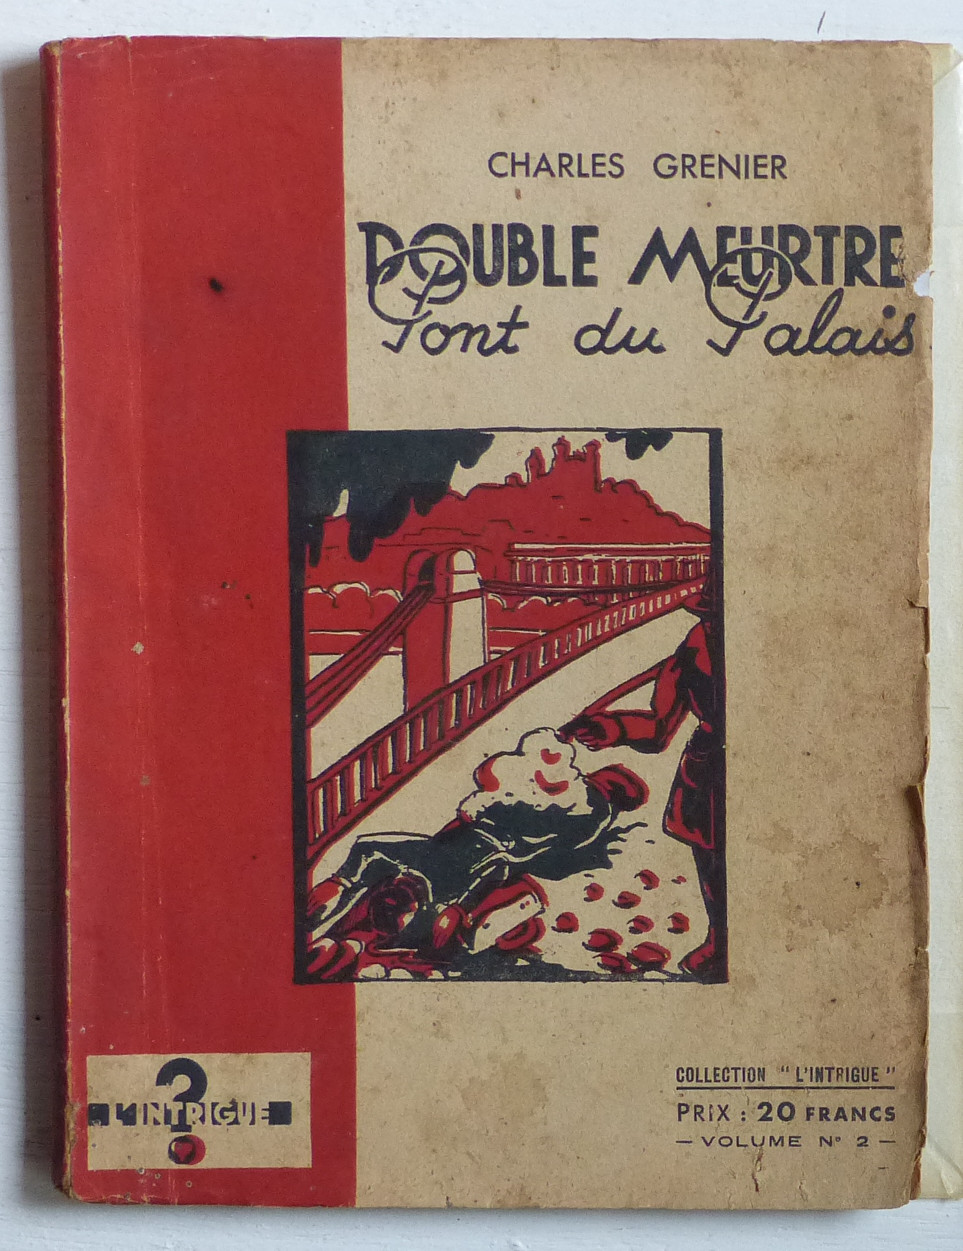 CHARLES GRENIER
DOUBLE MEURTRE
Pont du Palais
? L'INTRIGUE
COLLECTION "L'INTRIGUE"
PRIX : 20 FRANCS
— VOLUME N° 2 —